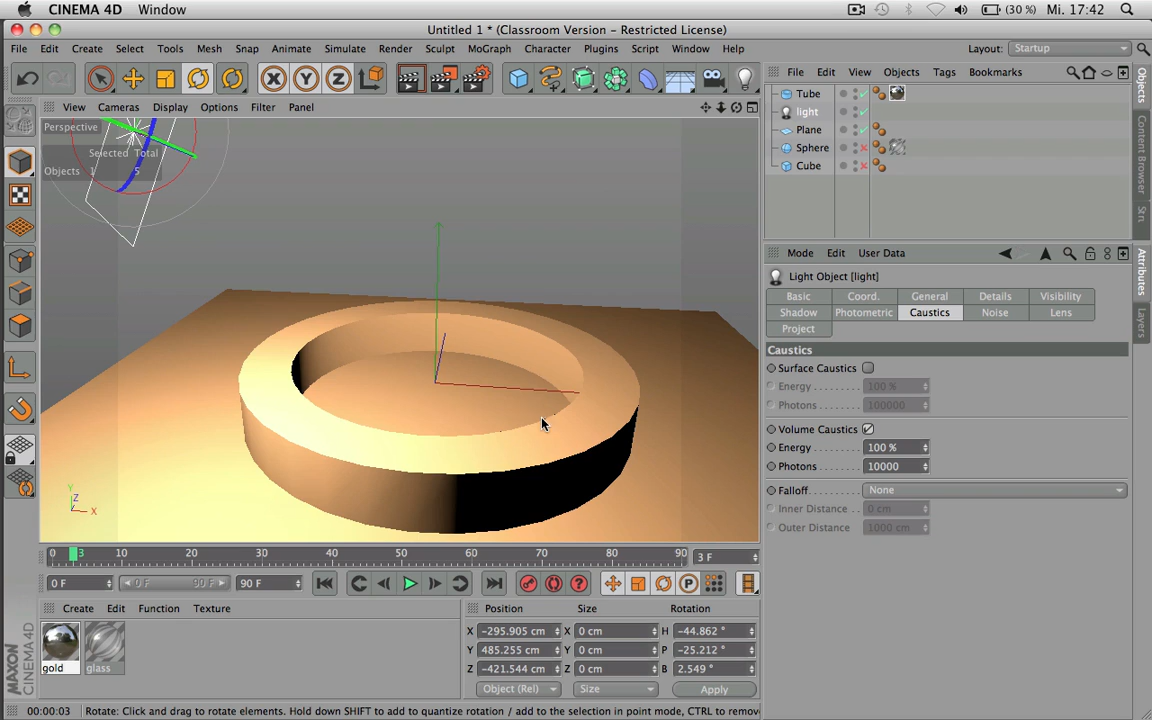 CINEMA 4D Window (30 %) Mi. 17:42
Untitled 1 * (Classroom Version - Restricted License)
File Edit Create Select Tools Mesh Snap Animate Simulate Render Sculpt MoGraph Character Plugins Script Window Help Layout: Startup
X Y Z
File Edit View Objects Tags Bookmarks
Tube
light
Plane
Sphere
Cube
Objects
Content Browser
Str
View Cameras Display Options Filter Panel
Perspective
Selected Total
Objects 1 5
Y
Z
X
Mode Edit User Data
Light Object [light]
Basic Coord. General Details Visibility
Shadow Photometric Caustics Noise Lens
Project
Caustics
Surface Caustics
Energy 100 %
Photons 100000
Volume Caustics
Energy 100 %
Photons 10000
Falloff None
Inner Distance 0 cm
Outer Distance 1000 cm
Attributes
Layers
0 3 10 20 30 40 50 60 70 80 90 3 F
0 F 0 F 90 F 90 F
P
Create Edit Function Texture
gold glass
Position Size Rotation
X -295.905 cm X 0 cm H -44.862 °
Y 485.255 cm Y 0 cm P -25.212 °
Z -421.544 cm Z 0 cm B 2.549 °
Object (Rel) Size Apply
MAXON
CINEMA 4D
00:00:03 Rotate: Click and drag to rotate elements. Hold down SHIFT to add to quantize rotation / add to the selection in point mode, CTRL to remov